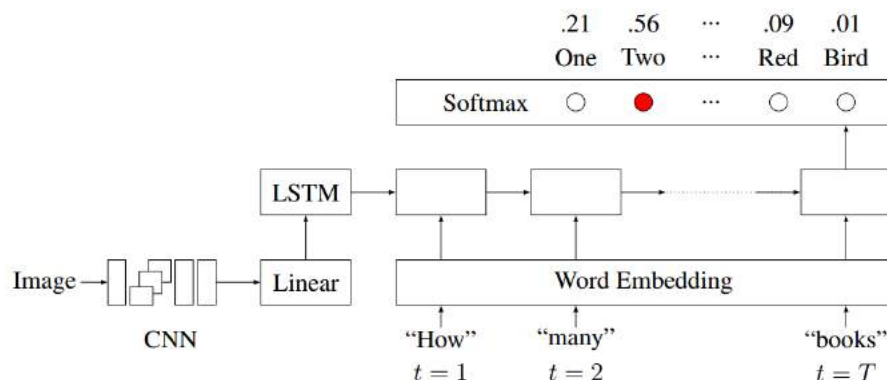 .21 .56 ... .09 .01
One Two ... Red Bird
Softmax ...
LSTM
Image Linear Word Embedding
CNN “How” “many” “books”
t = 1 t = 2 t = T